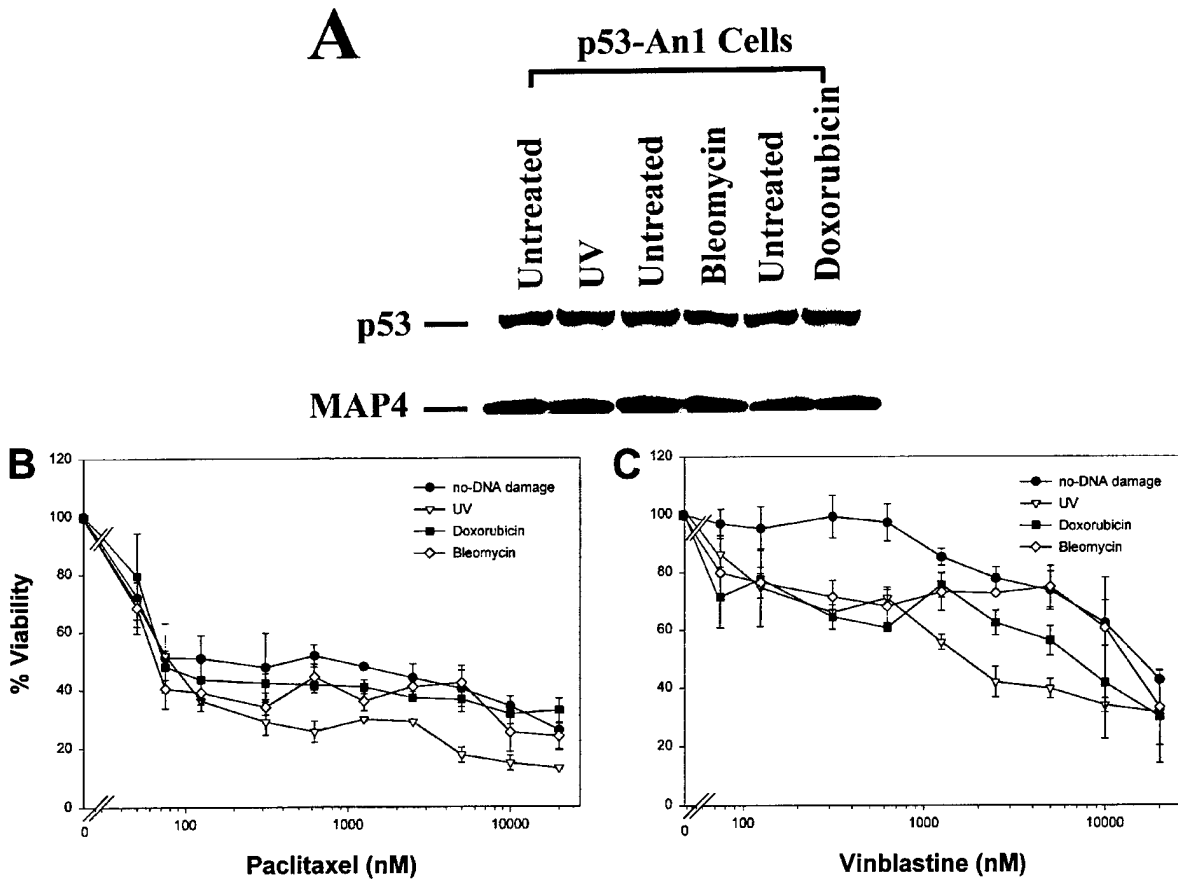 A
p53-An1 Cells
Untreated
UV
Untreated
Bleomycin
Untreated
Doxorubicin
p53
MAP4
B
120
100
80
60
40
20
0
% Viability
no-DNA damage
UV
Doxorubicin
Bleomycin
0
100
1000
10000
Paclitaxel (nM)
C
120
100
80
60
40
20
0
no-DNA damage
UV
Doxorubicin
Bleomycin
0
100
1000
10000
Vinblastine (nM)